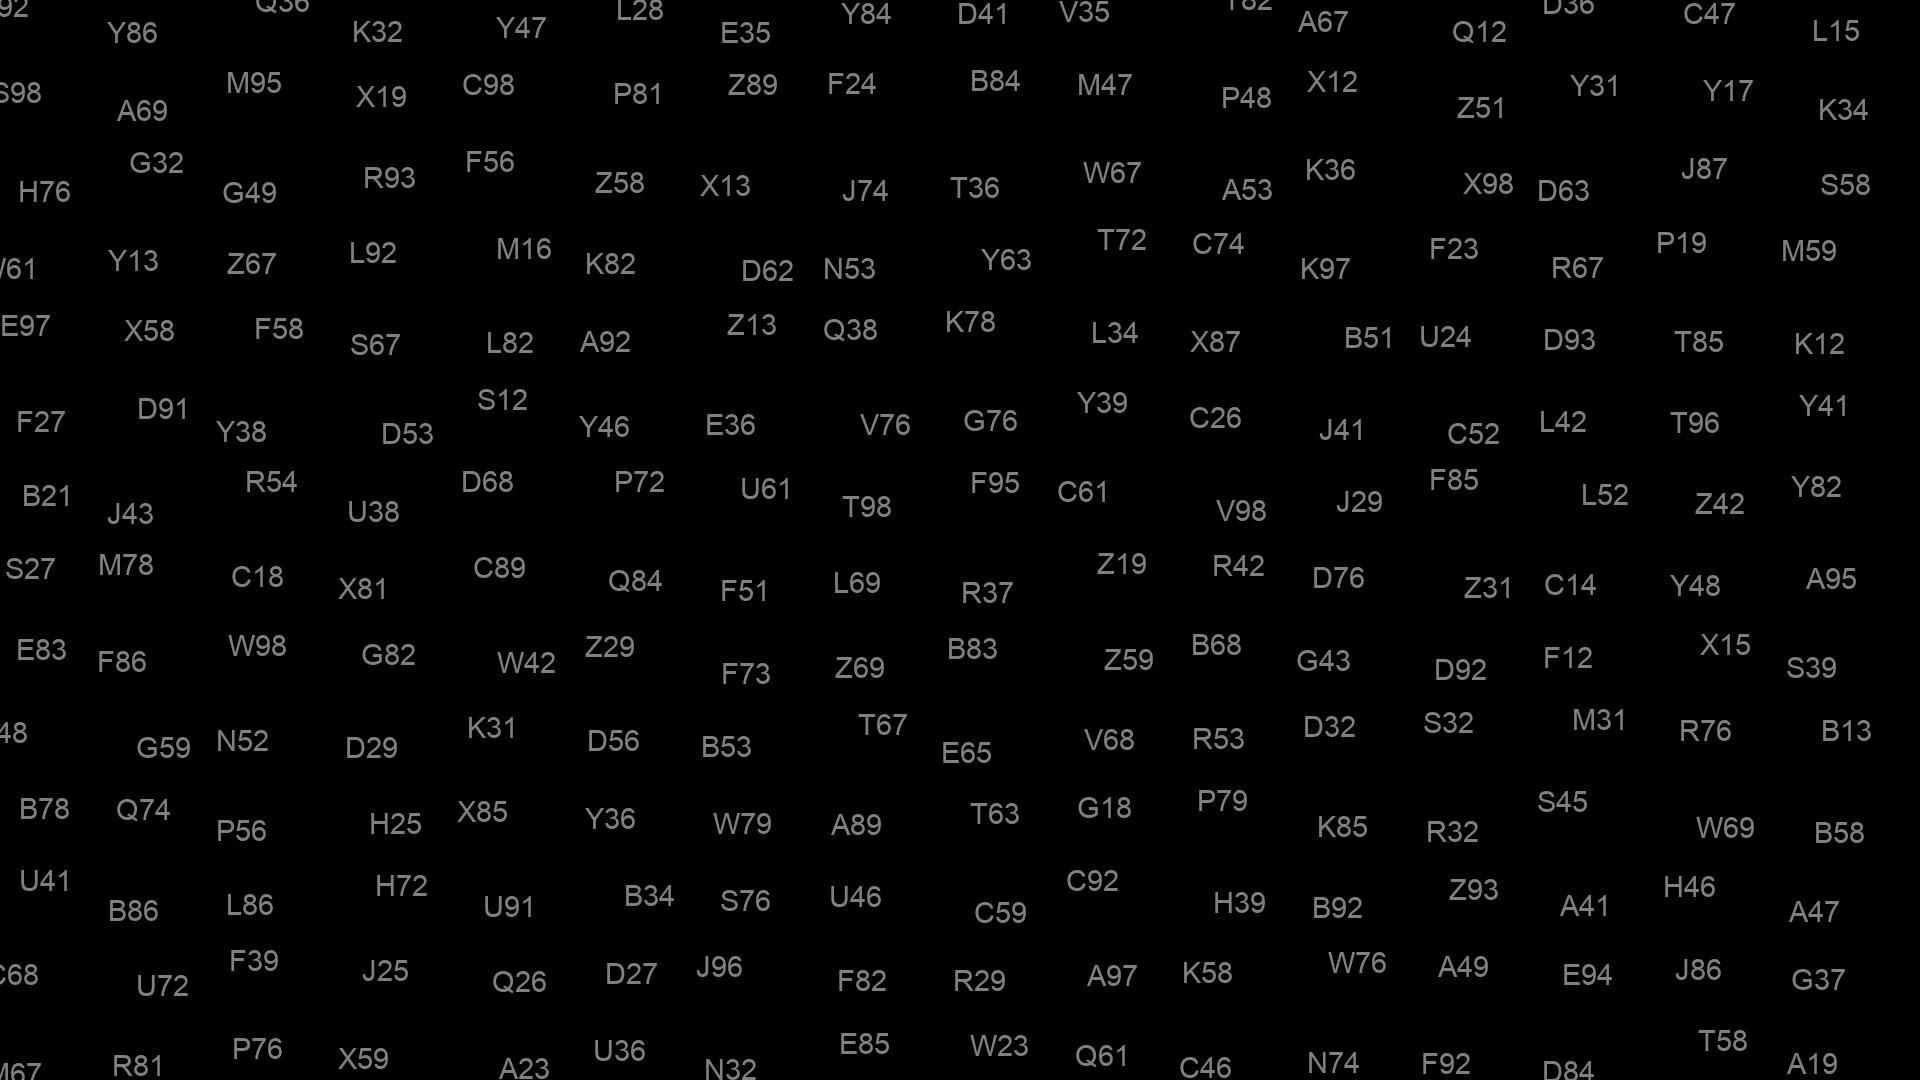 92 Y86 Q36 K32 Y47 L28 E35 Y84 D41 V35 T82 A67 Q12 D36 C47 L15
S98 A69 M95 X19 C98 P81 Z89 F24 B84 M47 P48 X12 Z51 Y31 Y17 K34
H76 G32 G49 R93 F56 Z58 X13 J74 T36 W67 A53 K36 X98 D63 J87 S58
61 Y13 Z67 L92 M16 K82 D62 N53 Y63 T72 C74 K97 F23 R67 P19 M59
E97 X58 F58 S67 L82 A92 Z13 Q38 K78 L34 X87 B51 U24 D93 T85 K12
F27 D91 Y38 D53 S12 Y46 E36 V76 G76 Y39 C26 J41 C52 L42 T96 Y41
B21 J43 R54 U38 D68 P72 U61 T98 F95 C61 V98 J29 F85 L52 Z42 Y82
S27 M78 C18 X81 C89 Q84 F51 L69 R37 Z19 R42 D76 Z31 C14 Y48 A95
E83 F86 W98 G82 W42 Z29 F73 Z69 B83 Z59 B68 G43 D92 F12 X15 S39
48 G59 N52 D29 K31 D56 B53 T67 E65 V68 R53 D32 S32 M31 R76 B13
B78 Q74 P56 H25 X85 Y36 W79 A89 T63 G18 P79 K85 R32 S45 W69 B58
U41 B86 L86 H72 U91 B34 S76 U46 C59 C92 H39 B92 Z93 A41 H46 A47
C68 U72 F39 J25 Q26 D27 J96 F82 R29 A97 K58 W76 A49 E94 J86 G37
M67 R81 P76 X59 A23 U36 N32 E85 W23 Q61 C46 N74 F92 D84 T58 A19